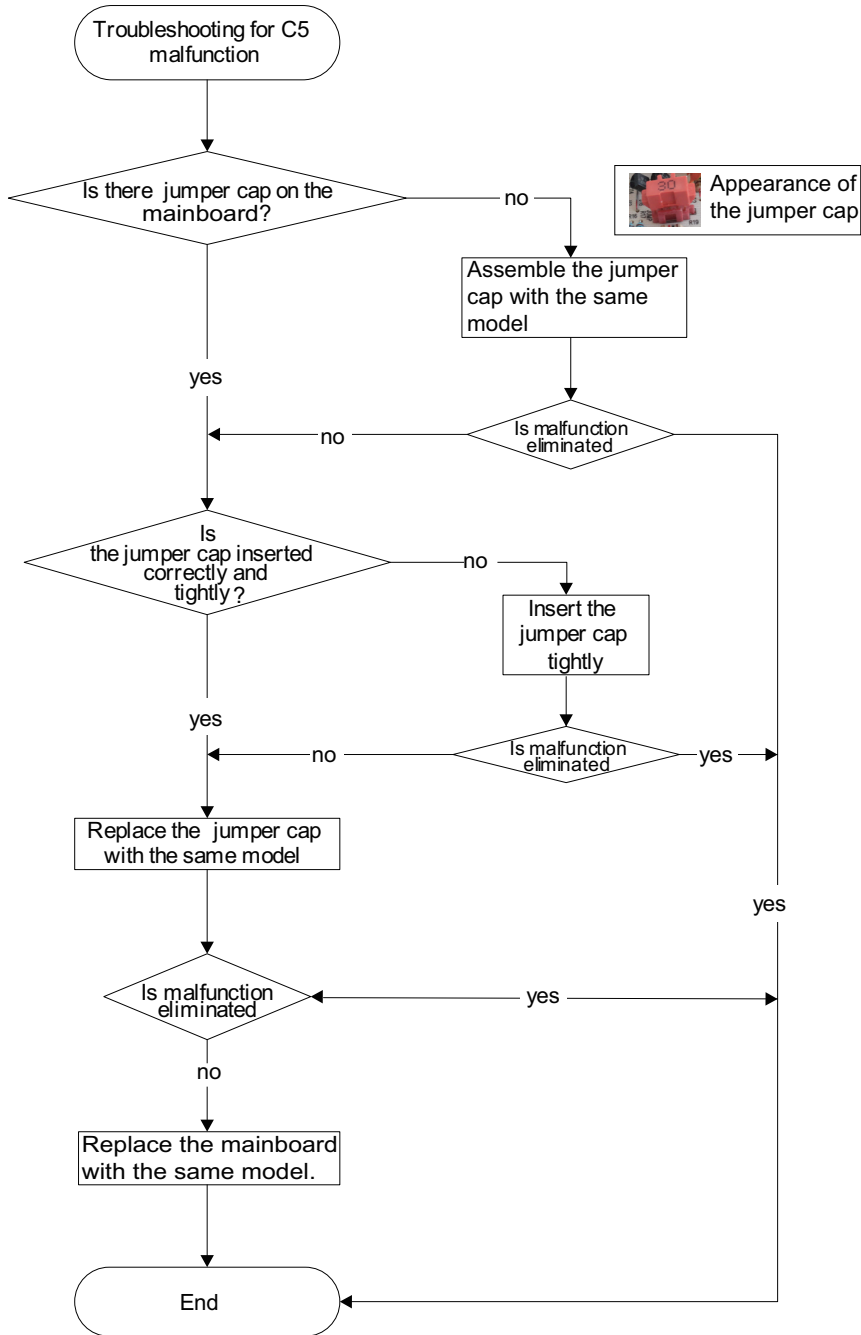 Troubleshooting for C5
malfunction
Is there jumper cap on the
mainboard?
no
30
Appearance of
the jumper cap
Assemble the jumper
cap with the same
model
yes
no
Is malfunction
eliminated
Is
the jumper cap inserted
correctly and
tightly?
no
Insert the
jumper cap
tightly
yes
no
Is malfunction
eliminated
yes
Replace the jumper cap
with the same model
yes
Is malfunction
eliminated
yes
no
Replace the mainboard
with the same model.
End